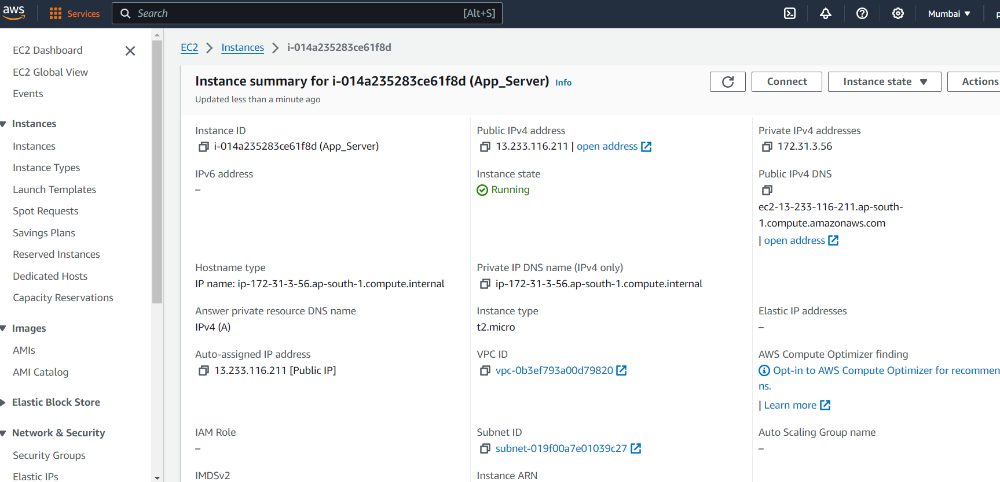 aws
Services
Search
[Alt+S]
Mumbai
EC2 Dashboard
EC2 Global View
Events
Instances
Instances
Instance Types
Launch Templates
Spot Requests
Savings Plans
Reserved Instances
Dedicated Hosts
Capacity Reservations
Images
AMIs
AMI Catalog
Elastic Block Store
Network & Security
Security Groups
Elastic IPs
EC2 > Instances > i-014a235283ce61f8d
Instance summary for i-014a235283ce61f8d (App_Server) Info
Updated less than a minute ago
Connect
Instance state
Actions
Instance ID
i-014a235283ce61f8d (App_Server)
Public IPv4 address
13.233.116.211 | open address
Private IPv4 addresses
172.31.3.56
IPv6 address
–
Instance state
Running
Public IPv4 DNS
ec2-13-233-116-211.ap-south-
1.compute.amazonaws.com
| open address
Hostname type
IP name: ip-172-31-3-56.ap-south-1.compute.internal
Private IP DNS name (IPv4 only)
ip-172-31-3-56.ap-south-1.compute.internal
Answer private resource DNS name
IPv4 (A)
Instance type
t2.micro
Elastic IP addresses
–
Auto-assigned IP address
13.233.116.211 [Public IP]
VPC ID
vpc-0b3ef793a00d79820
AWS Compute Optimizer finding
Opt-in to AWS Compute Optimizer for recommen
ns.
| Learn more
IAM Role
–
Subnet ID
subnet-019f00a7e01039c27
Auto Scaling Group name
–
IMDSv2
Instance ARN